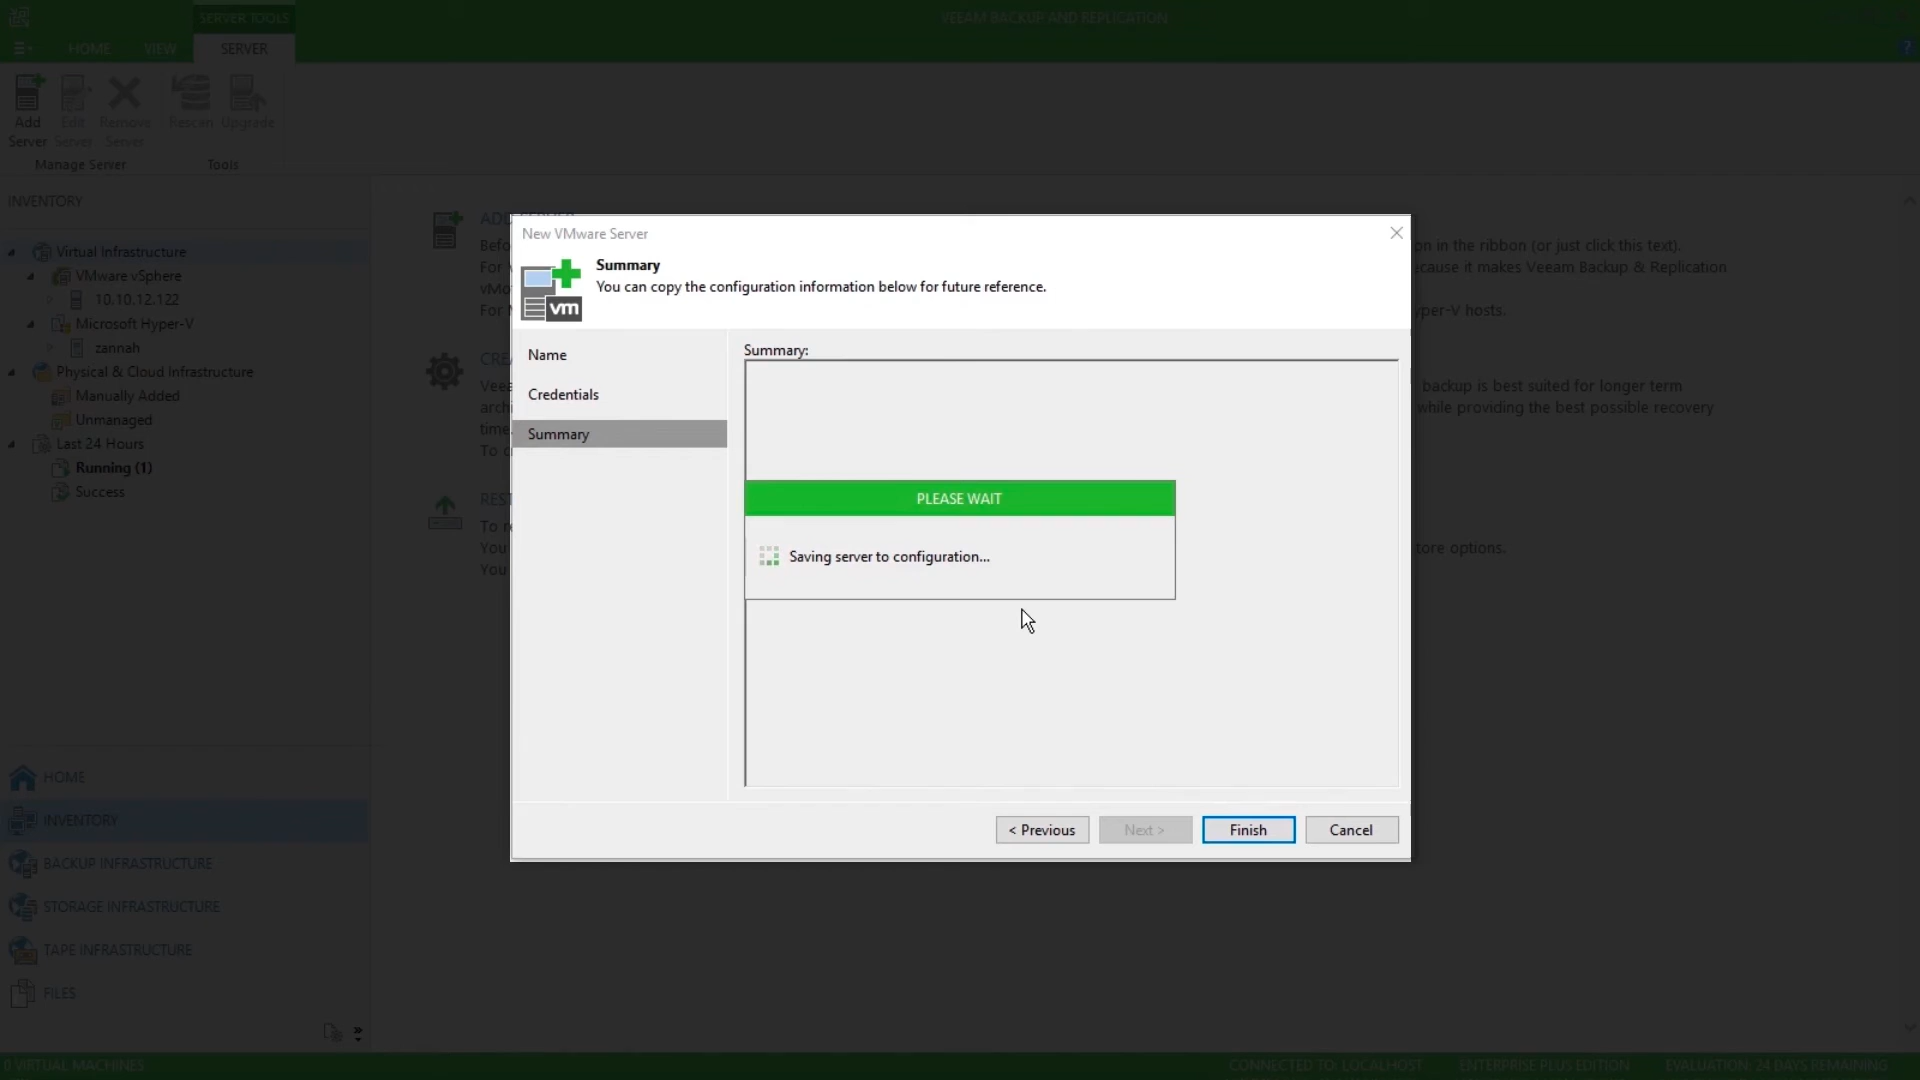 SERVER TOOLS
VEEAM BACKUP AND REPLICATION
HOME
VIEW
SERVER
?
Add
Server
Edit
Server
Remove
Server
Rescan
Upgrade
Manage Server
Tools
INVENTORY
Virtual Infrastructure
VMware vSphere
10.10.12.122
Microsoft Hyper-V
zannah
Physical & Cloud Infrastructure
Manually Added
Unmanaged
Last 24 Hours
Running (1)
Success
HOME
INVENTORY
BACKUP INFRASTRUCTURE
STORAGE INFRASTRUCTURE
TAPE INFRASTRUCTURE
FILES
on in the ribbon (or just click this text).
ecause it makes Veeam Backup & Replication
yper-V hosts.
backup is best suited for longer term
while providing the best possible recovery
time.
tore options.
New VMware Server
vm
Summary
You can copy the configuration information below for future reference.
Name
Credentials
Summary
Summary:
PLEASE WAIT
Saving server to configuration...
< Previous
Next >
Finish
Cancel
0 VIRTUAL MACHINES
CONNECTED TO: LOCALHOST
ENTERPRISE PLUS EDITION
EVALUATION: 24 DAYS REMAINING